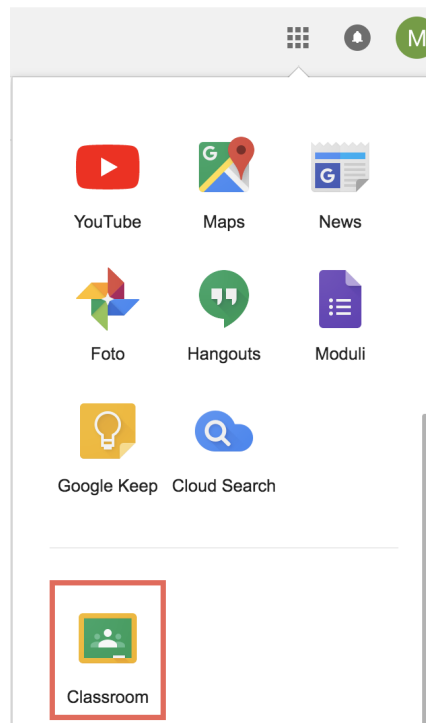 M
G
G
YouTube Maps News
Foto Hangouts Moduli
Google Keep Cloud Search
Classroom